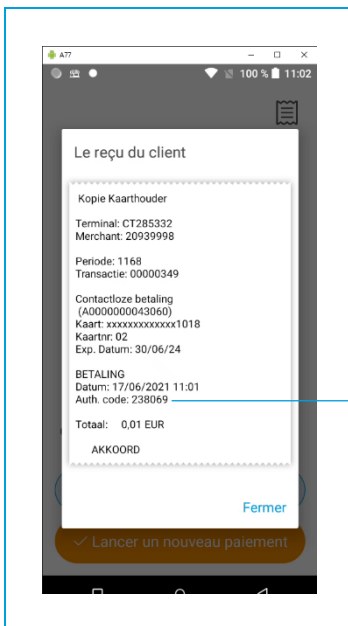 A77
100 % 11:02
Le reçu du client
Kopie Kaarthouder
Terminal: CT285332
Merchant: 20939998
Periode: 1168
Transactie: 00000349
Contactloze betaling
(A0000000043060)
Kaart: xxxxxxxxxxxxx1018
Kaartnr: 02
Exp. Datum: 30/06/24
BETALING
Datum: 17/06/2021 11:01
Auth. code: 238069
Totaal: 0,01 EUR
AKKOORD
Fermer
Lancer un nouveau paiement